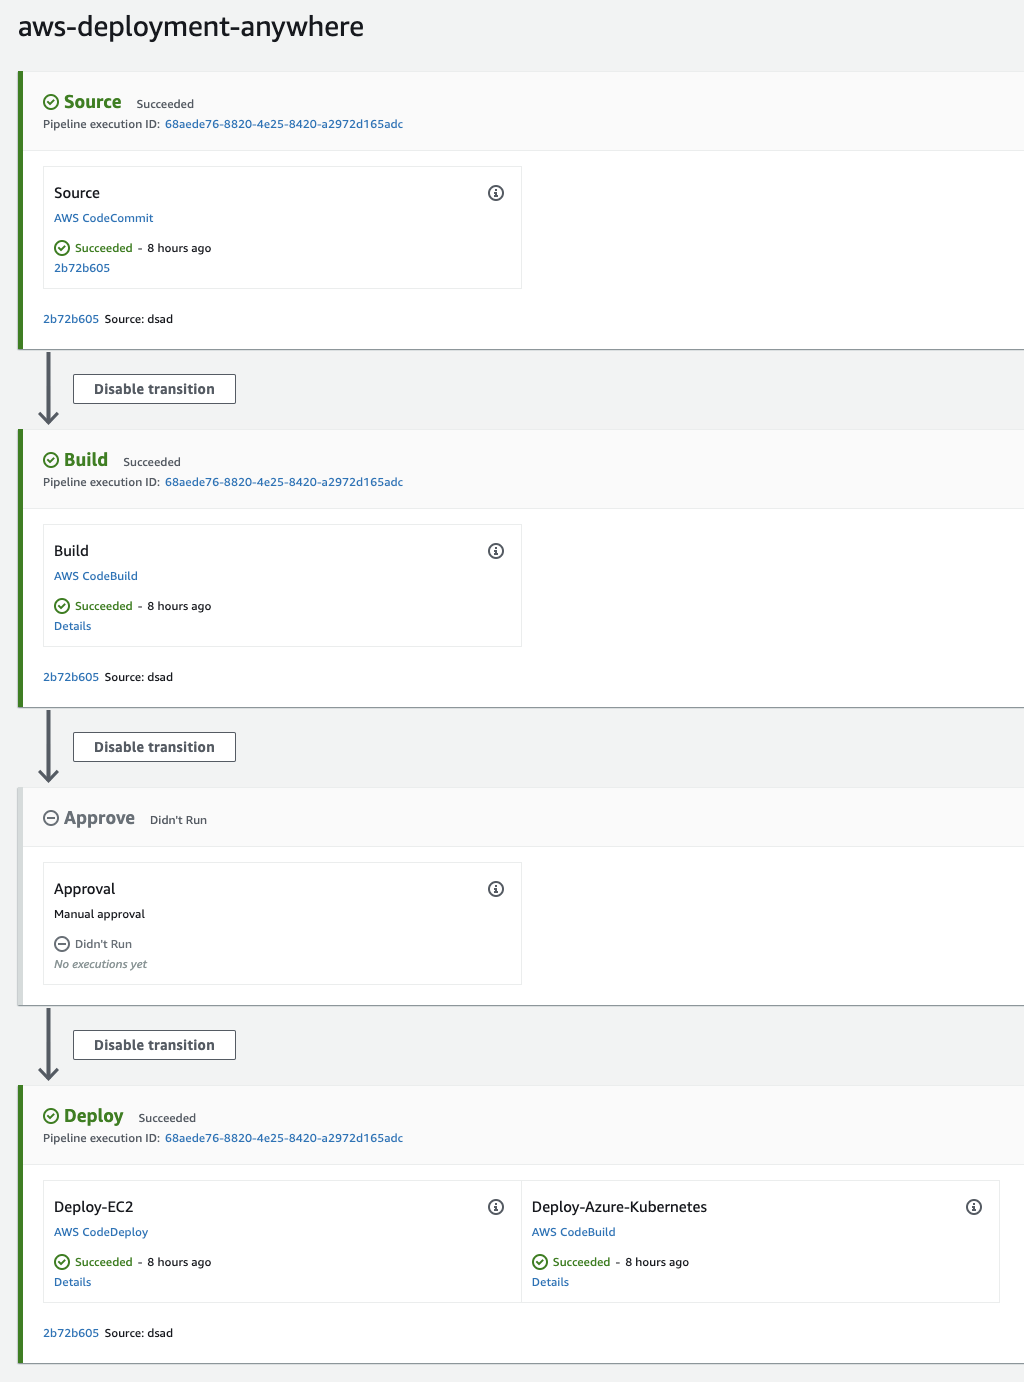 aws-deployment-anywhere
Source Succeeded
Pipeline execution ID: 68aede76-8820-4e25-8420-a2972d165adc
Source
AWS CodeCommit
Succeeded - 8 hours ago
2b72b605
2b72b605 Source: dsad
Disable transition
Build Succeeded
Pipeline execution ID: 68aede76-8820-4e25-8420-a2972d165adc
Build
AWS CodeBuild
Succeeded - 8 hours ago
Details
2b72b605 Source: dsad
Disable transition
Approve Didn't Run
Approval
Manual approval
Didn't Run
No executions yet
Disable transition
Deploy Succeeded
Pipeline execution ID: 68aede76-8820-4e25-8420-a2972d165adc
Deploy-EC2
AWS CodeDeploy
Succeeded - 8 hours ago
Details
Deploy-Azure-Kubernetes
AWS CodeBuild
Succeeded - 8 hours ago
Details
2b72b605 Source: dsad